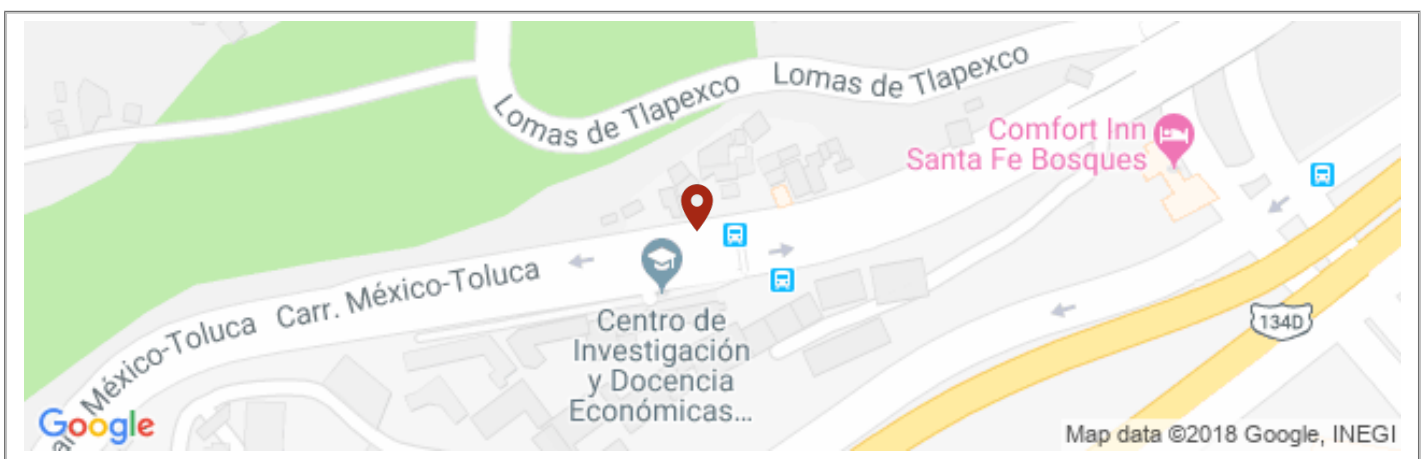 Lomas de Tlapexco
Lomas de Tlapexco
Comfort Inn
Santa Fe Bosques
Carr. México-Toluca
México-Toluca
Centro de
Investigación
y Docencia
Económicas...
134D
Google
Map data ©2018 Google, INEGI